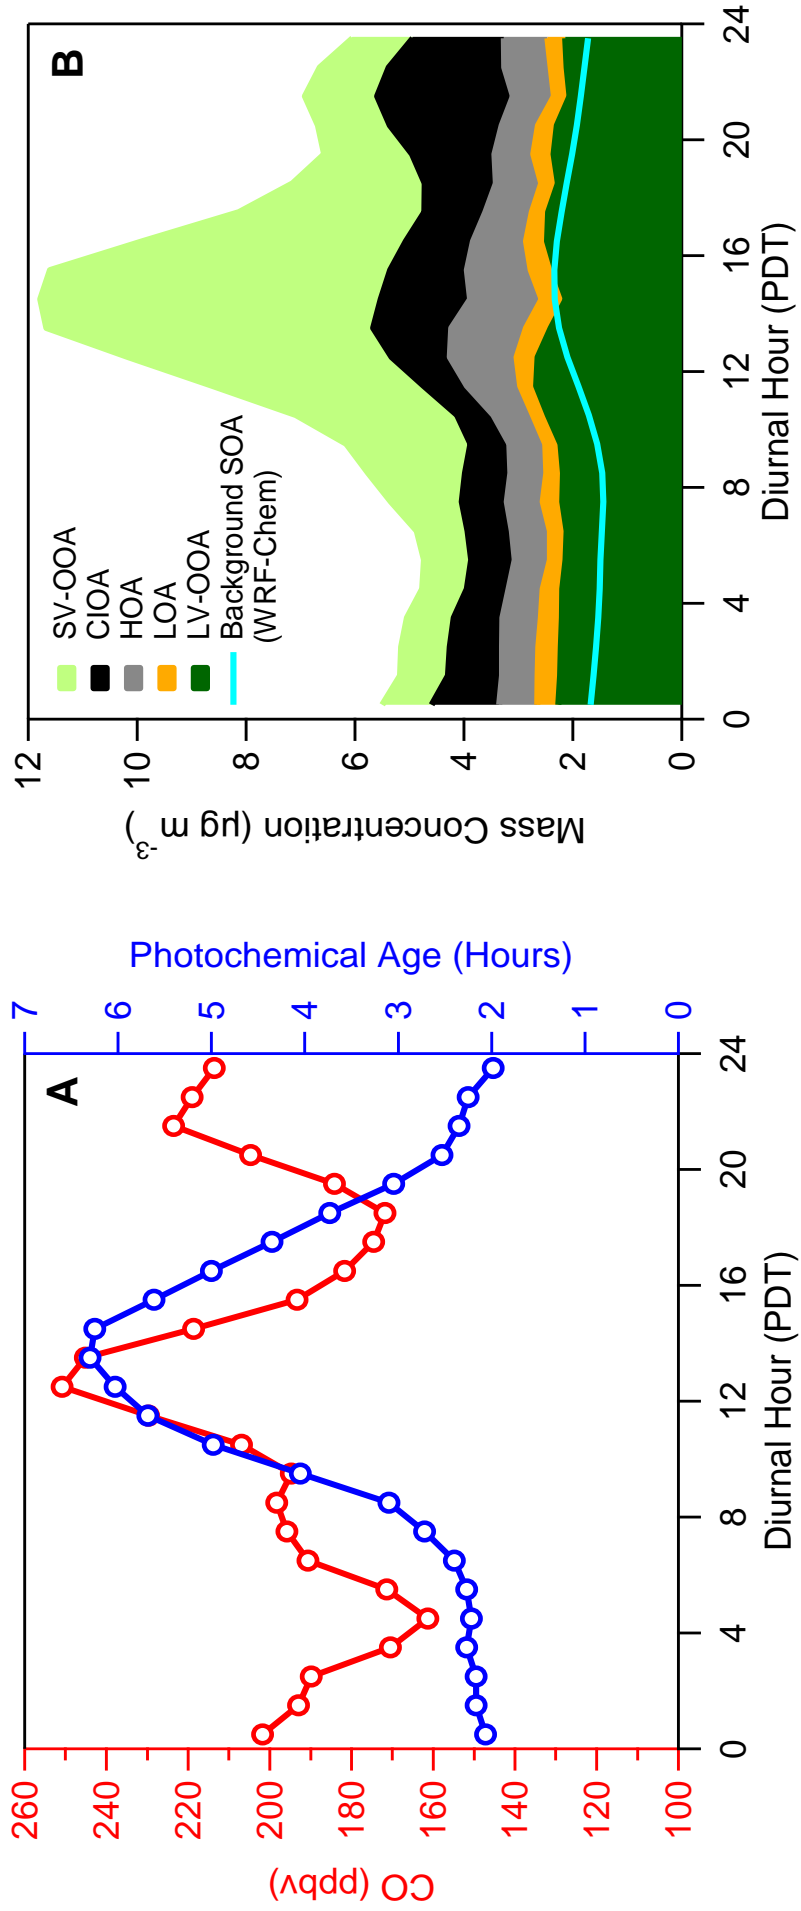 A
260
240
220
200
180
160
140
120
100
CO (ppbv)
7
6
5
4
3
2
1
0
Photochemical Age (Hours)
0
4
8
12
16
20
24
Diurnal Hour (PDT)
B
12
10
8
6
4
2
0
Mass Concentration (µg m⁻³)
SV-OOA
CIOA
HOA
LOA
LV-OOA
Background SOA
(WRF-Chem)
0
4
8
12
16
20
24
Diurnal Hour (PDT)